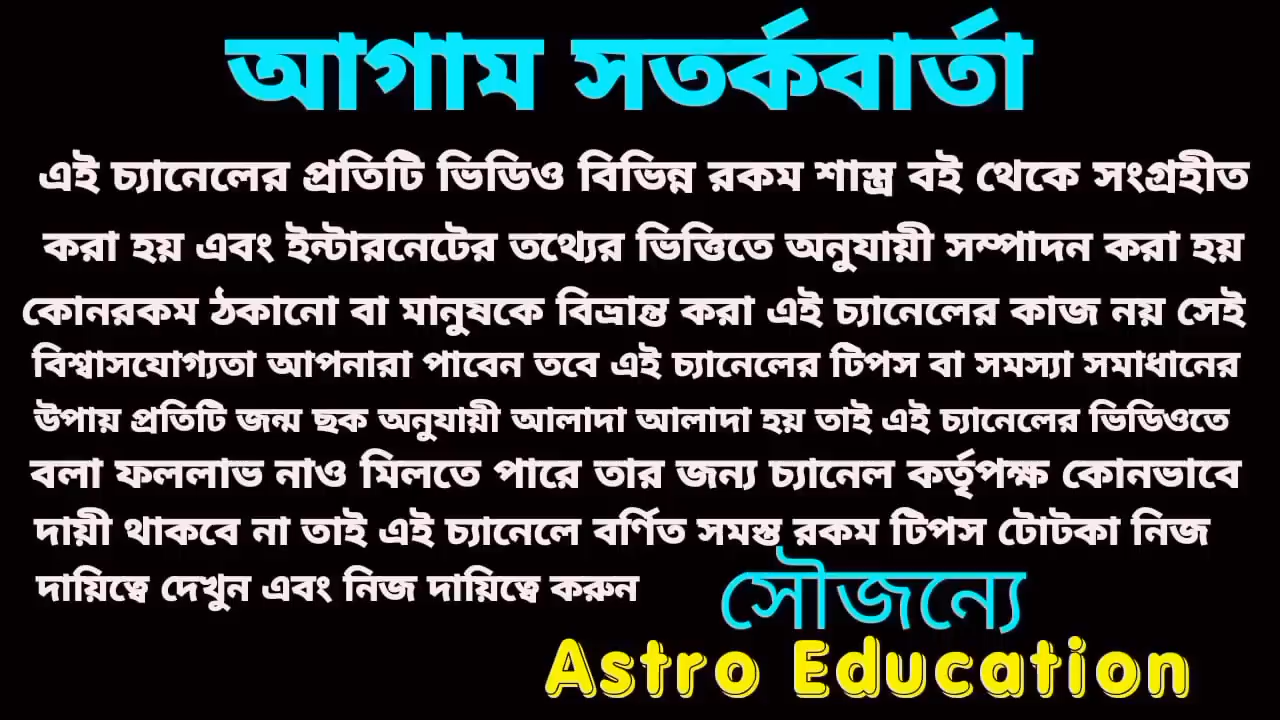 আগাম সতর্কবার্তা
এই চ্যানেলের প্রতিটি ভিডিও বিভিন্ন রকম শাস্ত্র বই থেকে সংগ্রহীত
করা হয় এবং ইন্টারনেটের তথ্যের ভিত্তিতে অনুযায়ী সম্পাদন করা হয়
কোনরকম ঠকানো বা মানুষকে বিভ্রান্ত করা এই চ্যানেলের কাজ নয় সেই
বিশ্বাসযোগ্যতা আপনারা পাবেন তবে এই চ্যানেলের টিপস বা সমস্যা সমাধানের
উপায় প্রতিটি জন্ম ছক অনুযায়ী আলাদা আলাদা হয় তাই এই চ্যানেলের ভিডিওতে
বলা ফললাভ নাও মিলতে পারে তার জন্য চ্যানেল কর্তৃপক্ষ কোনভাবে
দায়ী থাকবে না তাই এই চ্যানেলে বর্ণিত সমস্ত রকম টিপস টোটকা নিজ
দায়িত্বে দেখুন এবং নিজ দায়িত্বে করুন
সৌজন্যে
Astro Education